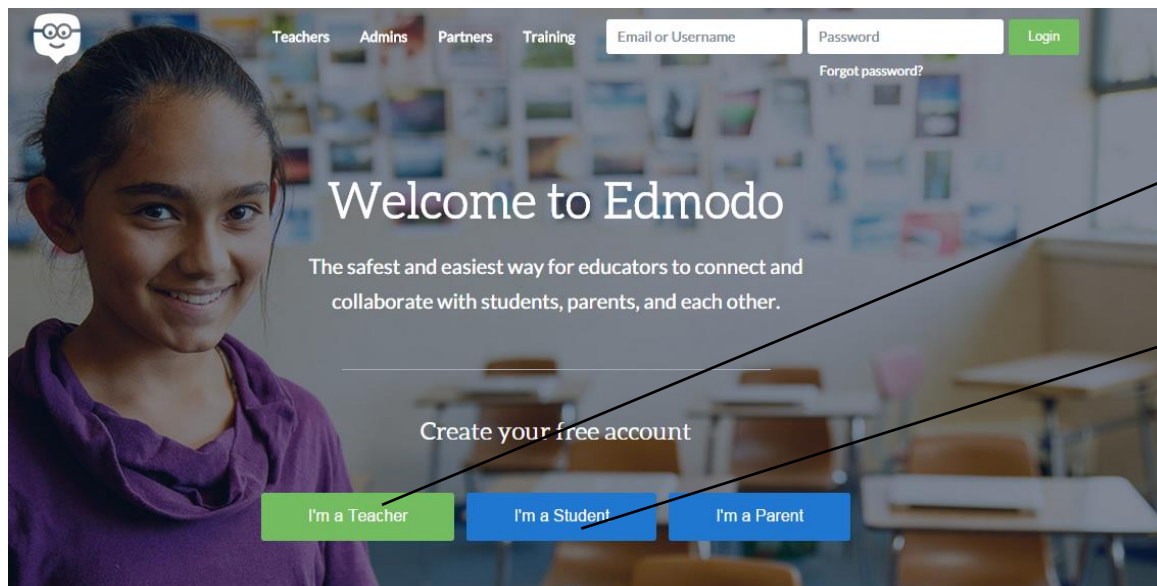 Teachers Admins Partners Training Email or Username Password Login
Forgot password?
Welcome to Edmodo
The safest and easiest way for educators to connect and
collaborate with students, parents, and each other.
Create your free account
I'm a Teacher I'm a Student I'm a Parent